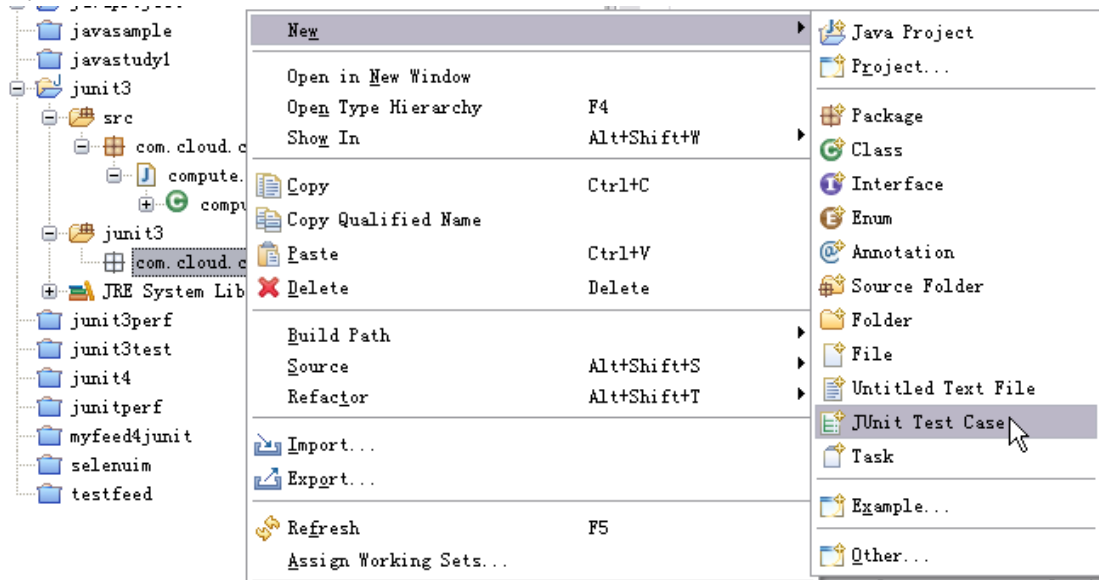 javasample
javastudy1
junit3
src
com.cloud.c
compute.
compu
junit3
com.cloud.c
JRE System Lib
junit3perf
junit3test
junit4
junitperf
myfeed4junit
selenuim
testfeed
New
Open in New Window
Open Type Hierarchy F4
Show In Alt+Shift+W
Copy Ctrl+C
Copy Qualified Name
Paste Ctrl+V
Delete Delete
Build Path
Source Alt+Shift+S
Refactor Alt+Shift+T
Import...
Export...
Refresh F5
Assign Working Sets...
Java Project
Project...
Package
Class
Interface
Enum
Annotation
Source Folder
Folder
File
Untitled Text File
JUnit Test Case
Task
Example...
Other...